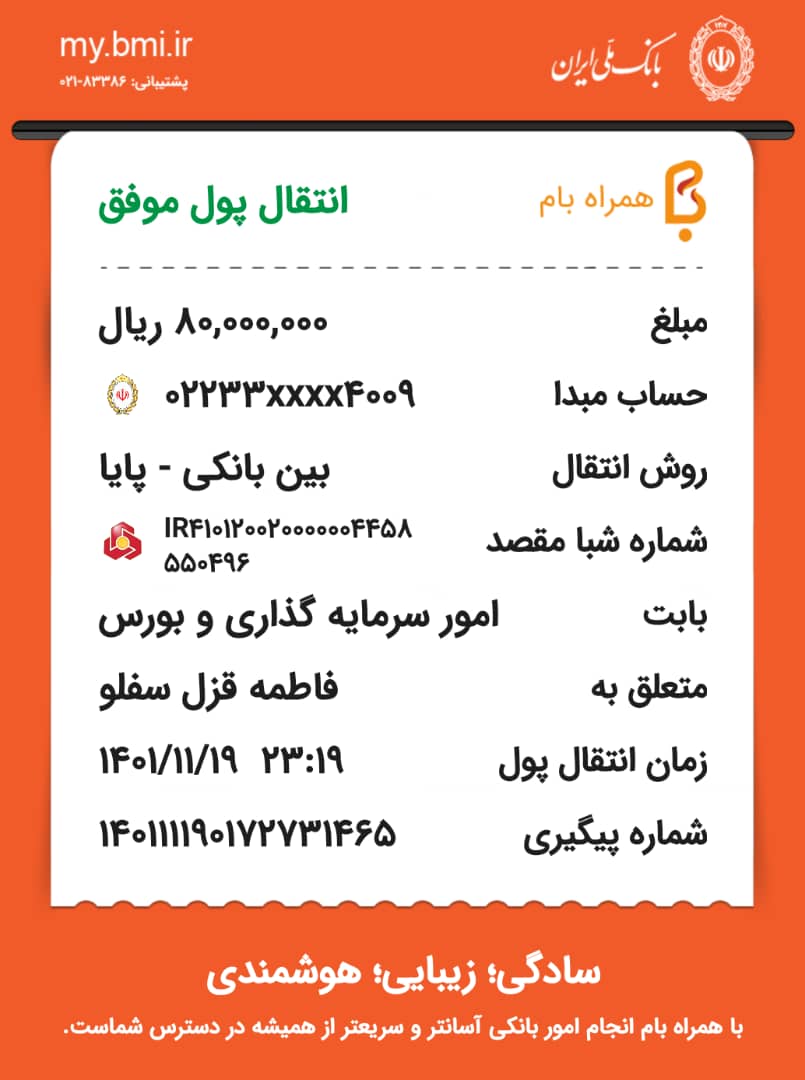 my.bmi.ir
پشتیبانی: ۸۳۳۸۶-۰۲۱
بانک ملی ایران
همراه بام
انتقال پول موفق
مبلغ ۸۰,۰۰۰,۰۰۰ ریال
حساب مبدا ۰۲۲۳۳xxxx۴۰۰۹
روش انتقال بین بانکی - پایا
شماره شبا مقصد IR۴۱۰۱۲۰۰۲۰۰۰۰۰۰۰۴۴۵۸
۵۵۰۴۹۶
بابت امور سرمایه گذاری و بورس
متعلق به فاطمه قزل سفلو
زمان انتقال پول ۱۴۰۱/۱۱/۱۹ ۲۳:۱۹
شماره پیگیری ۱۴۰۱۱۱۱۹۰۱۷۲۷۳۱۴۶۵
سادگی؛ زیبایی؛ هوشمندی
با همراه بام انجام امور بانکی آسانتر و سریعتر از همیشه در دسترس شماست.